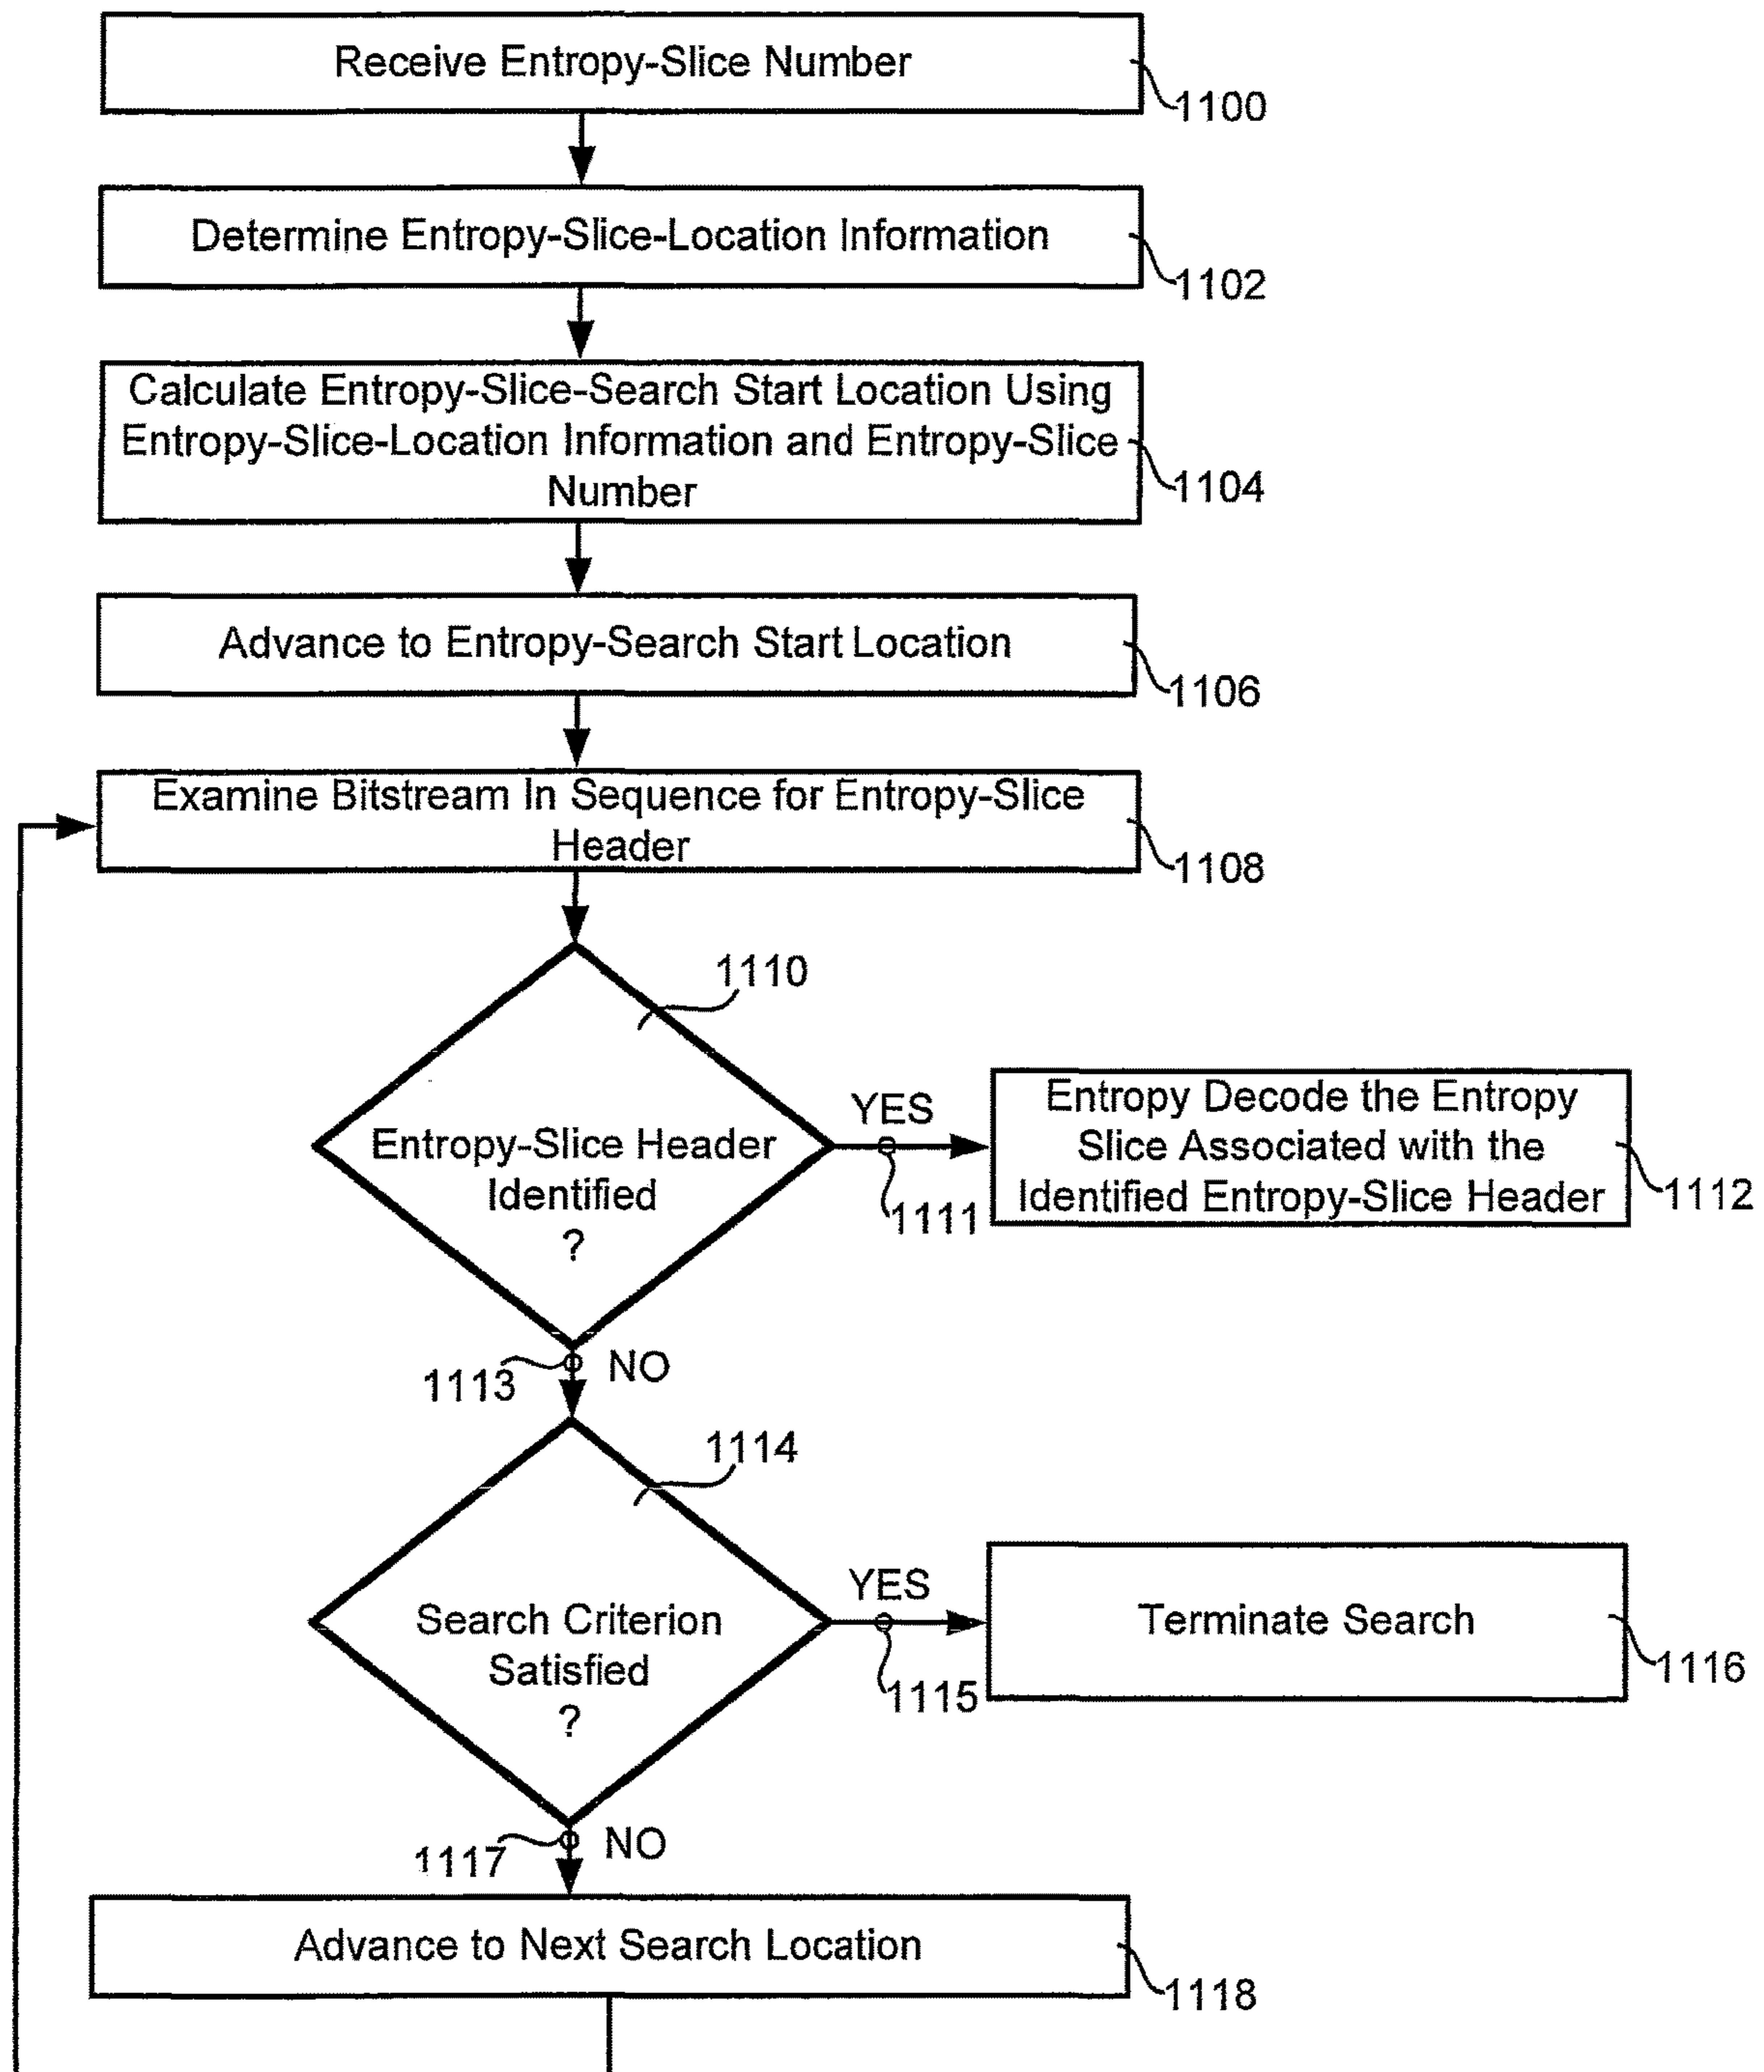 Receive Entropy-Slice Number
1100
Determine Entropy-Slice-Location Information
1102
Calculate Entropy-Slice-Search Start Location Using
Entropy-Slice-Location Information and Entropy-Slice
Number
1104
Advance to Entropy-Search Start Location
1106
Examine Bitstream In Sequence for Entropy-Slice
Header
1108
1110
Entropy-Slice Header
Identified
?
YES
1111
Entropy Decode the Entropy
Slice Associated with the
Identified Entropy-Slice Header
1112
1113
NO
1114
Search Criterion
Satisfied
?
YES
1115
Terminate Search
1116
1117
NO
Advance to Next Search Location
1118